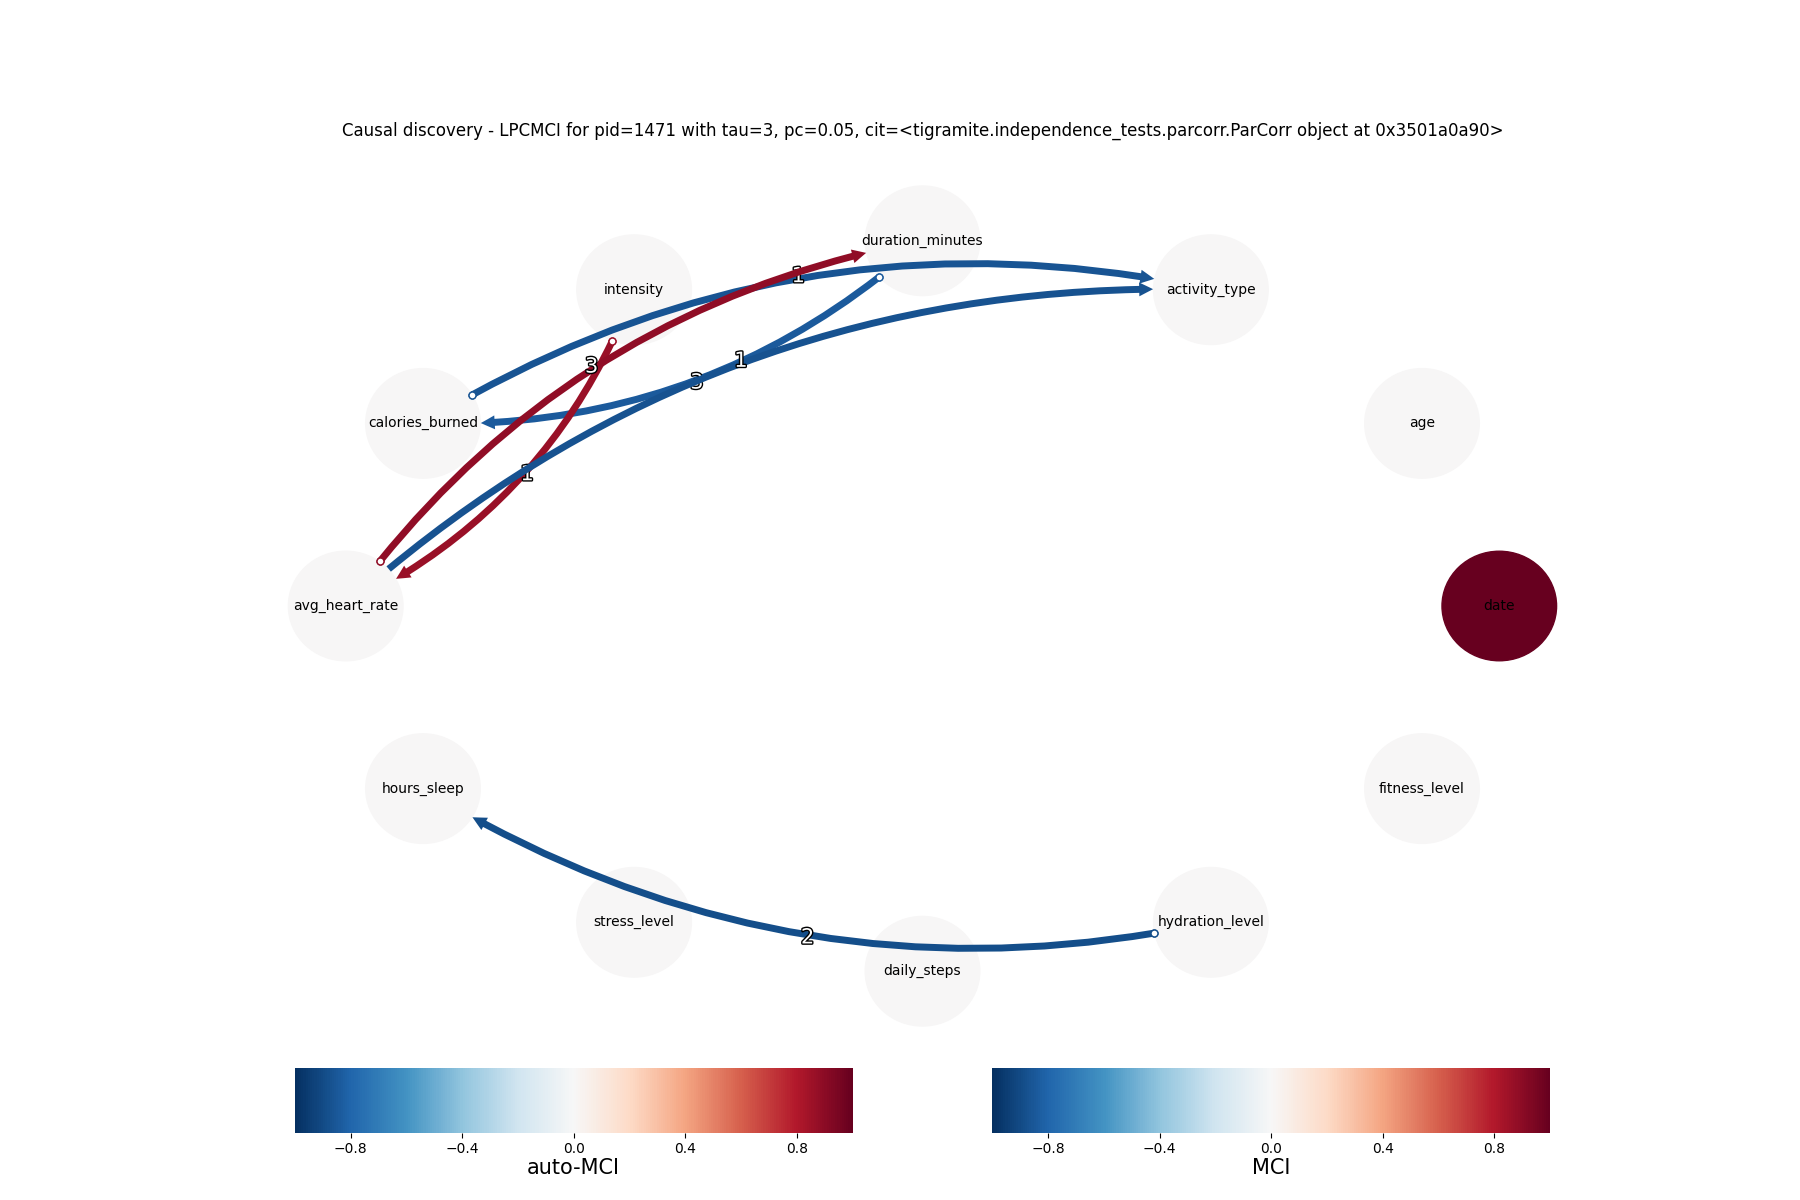 Causal discovery - LPCMCI for pid=1471 with tau=3, pc=0.05, cit=<tigramite.independence_tests.parcorr.ParCorr object at 0x3501a0a90>
duration_minutes
1
intensity
activity_type
3
1
3
calories_burned
age
1
avg_heart_rate
date
hours_sleep
fitness_level
stress_level
hydration_level
2
daily_steps
−0.8 −0.4 0.0 0.4 0.8
auto-MCI
−0.8 −0.4 0.0 0.4 0.8
MCI